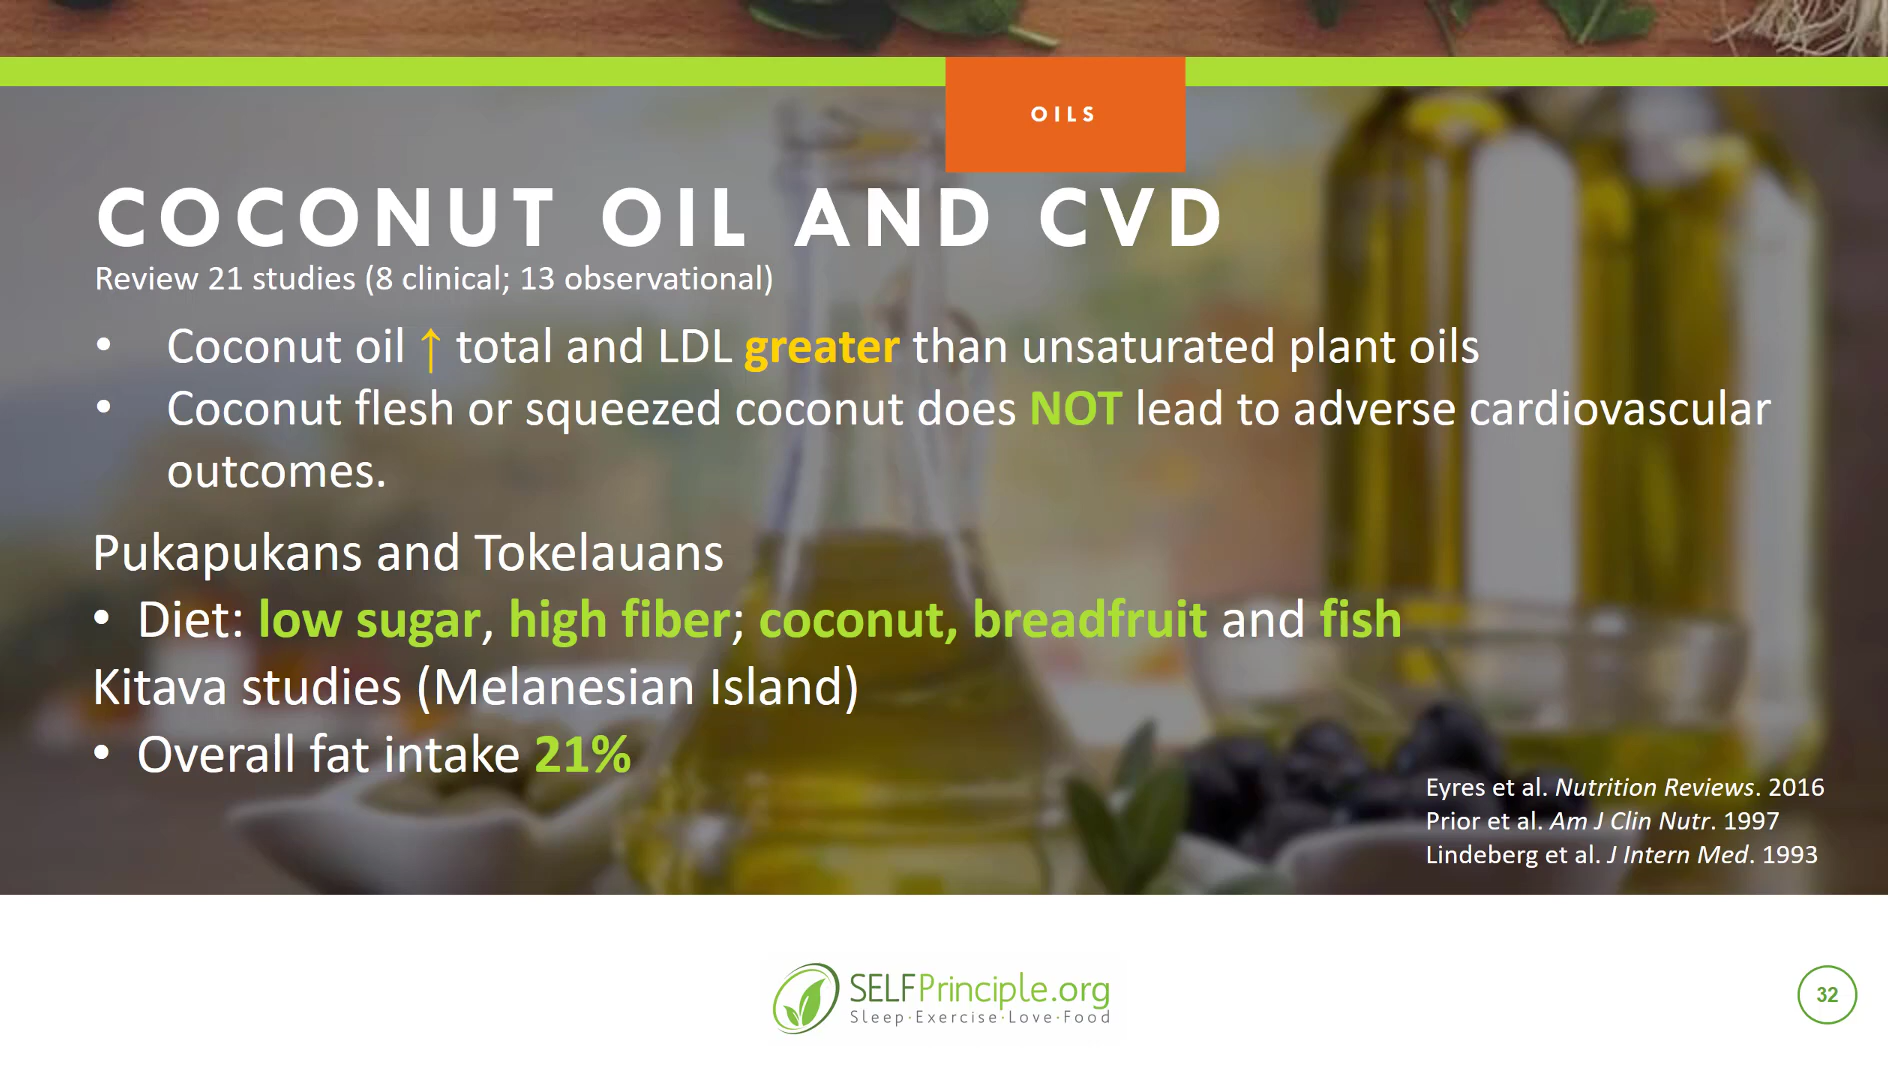 OILS
COCONUT OIL AND CVD
Review 21 studies (8 clinical; 13 observational)
• Coconut oil ↑ total and LDL greater than unsaturated plant oils
• Coconut flesh or squeezed coconut does NOT lead to adverse cardiovascular
outcomes.
Pukapukans and Tokelauans
• Diet: low sugar, high fiber; coconut, breadfruit and fish
Kitava studies (Melanesian Island)
• Overall fat intake 21%
Eyres et al. Nutrition Reviews. 2016
Prior et al. Am J Clin Nutr. 1997
Lindeberg et al. J Intern Med. 1993
SELFPrinciple.org
Sleep·Exercise·Love·Food
32